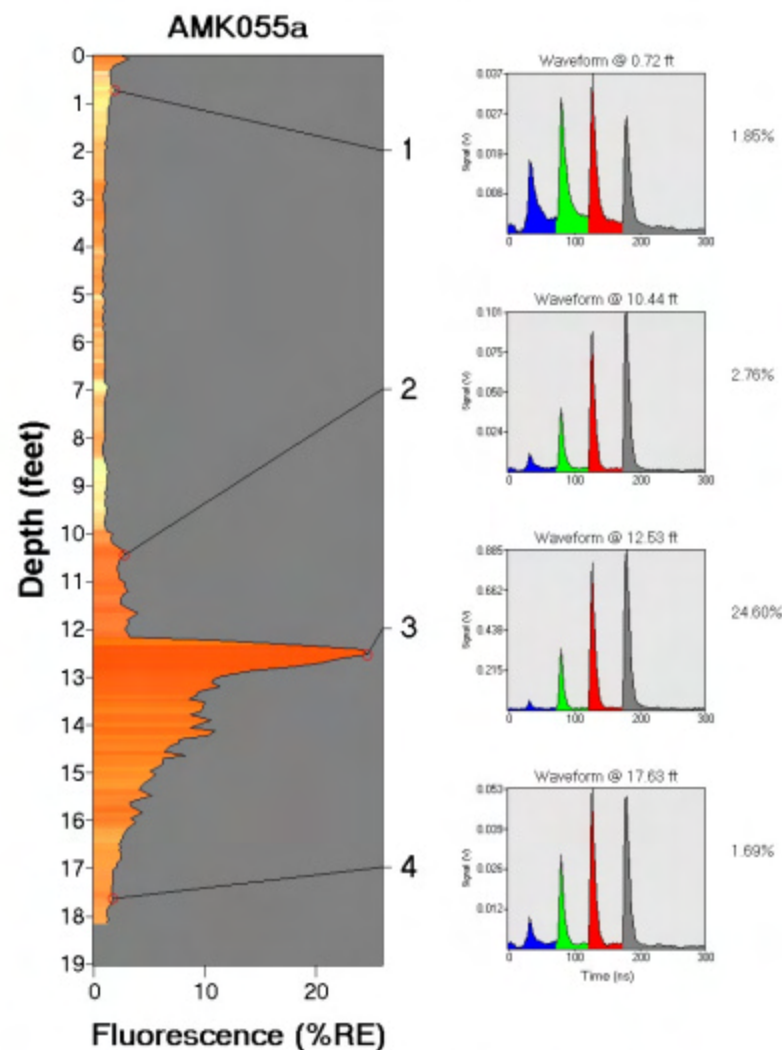 AMK055a
Depth (feet)
0
1
2
3
4
5
6
7
8
9
10
11
12
13
14
15
16
17
18
19
0 10 20
Fluorescence (%RE)
1
2
3
4
Waveform @ 0.72 ft
Signal (V)
0.037
0.027
0.018
0.008
0 100 200 300
1.85%
Waveform @ 10.44 ft
Signal (V)
0.101
0.075
0.050
0.024
0 100 200 300
2.76%
Waveform @ 12.53 ft
Signal (V)
0.885
0.662
0.438
0.215
0 100 200 300
24.60%
Waveform @ 17.63 ft
Signal (V)
0.053
0.039
0.026
0.012
0 100 200 300
Time (ns)
1.69%